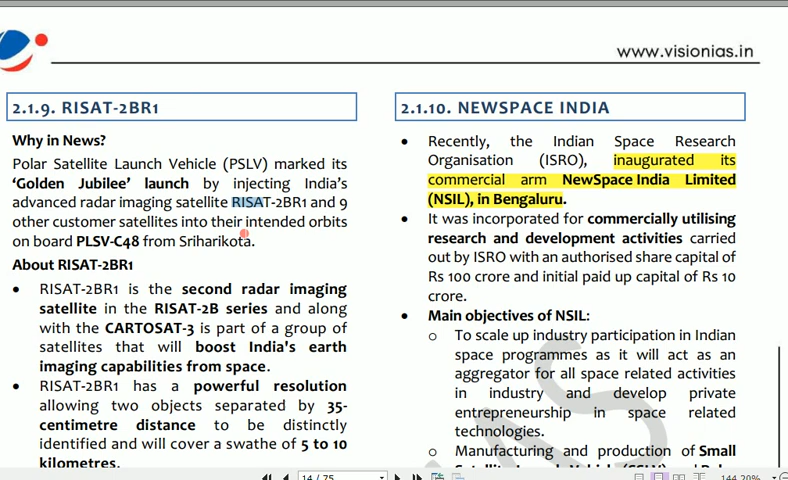 www.visionias.in
2.1.9. RISAT-2BR1
Why in News?
Polar Satellite Launch Vehicle (PSLV) marked its
‘Golden Jubilee’ launch by injecting India’s
advanced radar imaging satellite RISAT-2BR1 and 9
other customer satellites into their intended orbits
on board PLSV-C48 from Sriharikota.
About RISAT-2BR1
• RISAT-2BR1 is the second radar imaging
satellite in the RISAT-2B series and along
with the CARTOSAT-3 is part of a group of
satellites that will boost India's earth
imaging capabilities from space.
• RISAT-2BR1 has a powerful resolution
allowing two objects separated by 35-
centimetre distance to be distinctly
identified and will cover a swathe of 5 to 10
kilometres.
2.1.10. NEWSPACE INDIA
• Recently, the Indian Space Research
Organisation (ISRO), inaugurated its
commercial arm NewSpace India Limited
(NSIL), in Bengaluru.
• It was incorporated for commercially utilising
research and development activities carried
out by ISRO with an authorised share capital of
Rs 100 crore and initial paid up capital of Rs 10
crore.
• Main objectives of NSIL:
o To scale up industry participation in Indian
space programmes as it will act as an
aggregator for all space related activities
in industry and develop private
entrepreneurship in space related
technologies.
o Manufacturing and production of Small
14 / 75
144.20%